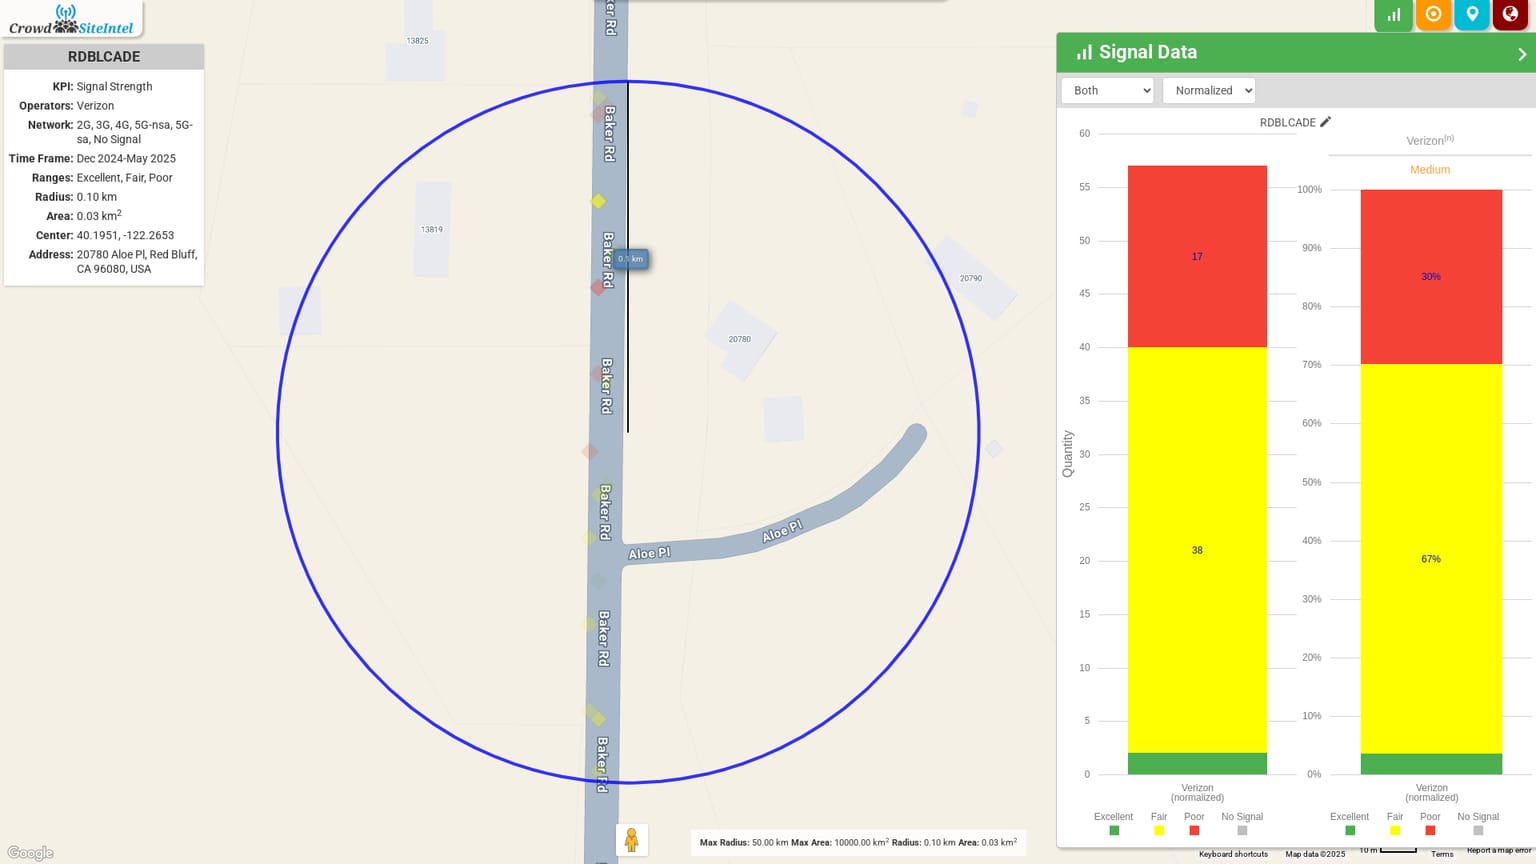 Crowd SiteIntel
RDBLCADE
KPI: Signal Strength
Operators: Verizon
Network: 2G, 3G, 4G, 5G-nsa, 5G-
sa, No Signal
Time Frame: Dec 2024-May 2025
Ranges: Excellent, Fair, Poor
Radius: 0.10 km
Area: 0.03 km²
Center: 40.1951, -122.2653
Address: 20780 Aloe Pl, Red Bluff,
CA 96080, USA
Baker Rd
13825
Baker Rd
13819
Baker Rd
0.1 km
20790
20780
Baker Rd
Baker Rd
Aloe Pl
Aloe Pl
Baker Rd
Baker Rd
Google
Max Radius: 50.00 km Max Area: 10000.00 km² Radius: 0.10 km Area: 0.03 km²
Signal Data
Both
Normalized
RDBLCADE
Quantity
60
55
50
45
40
35
30
25
20
15
10
5
0
17
38
Verizon
(normalized)
Excellent
Fair
Poor
No Signal
Verizon(n)
Medium
100%
90%
80%
70%
60%
50%
40%
30%
20%
10%
0%
30%
67%
Verizon
(normalized)
Excellent
Fair
Poor
No Signal
Keyboard shortcuts
Map data ©2025
10 m
Terms
Report a map error